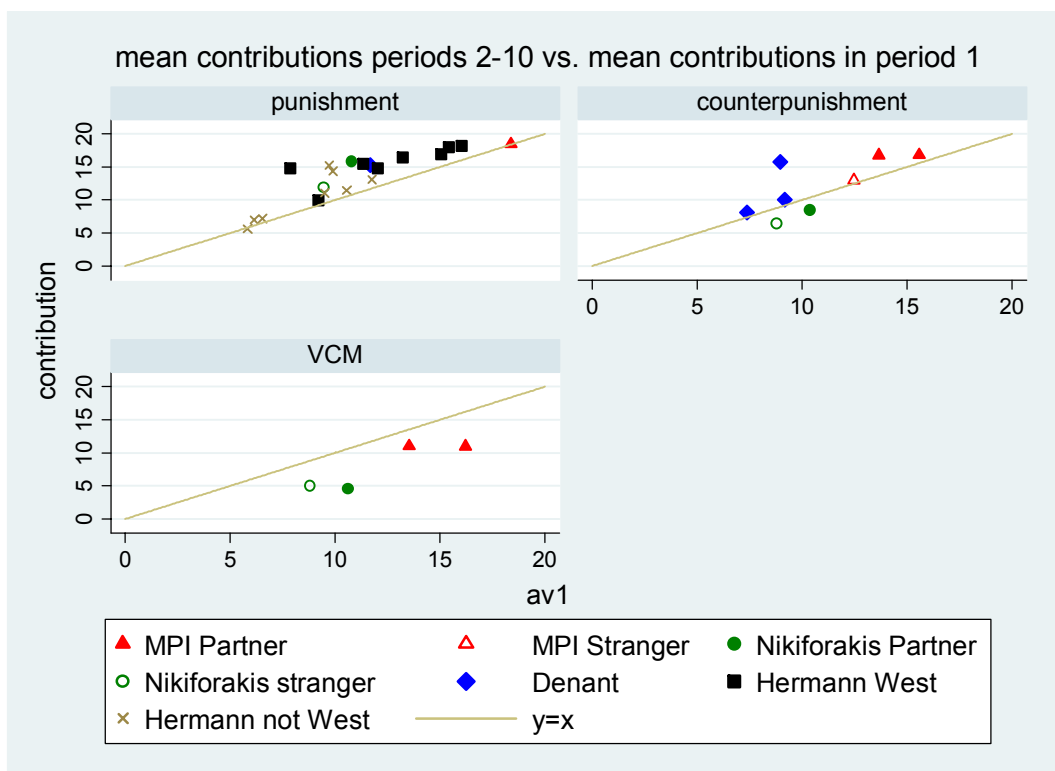 mean contributions periods 2-10 vs. mean contributions in period 1
punishment
counterpunishment
20
15
10
5
0
0 5 10 15 20
VCM
20
15
10
5
0
0 5 10 15 20
contribution
av1
MPI Partner MPI Stranger Nikiforakis Partner
Nikiforakis stranger Denant Hermann West
Hermann not West y=x